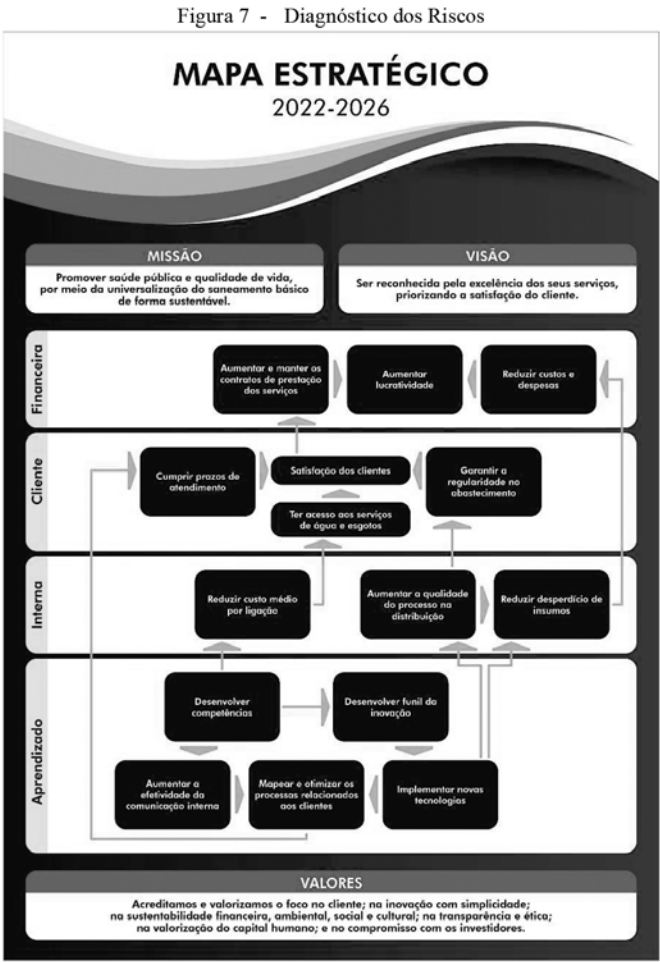 Figura 7 - Diagnóstico dos Riscos
MAPA ESTRATÉGICO
2022-2026
MISSÃO
Promover saúde pública e qualidade de vida,
por meio da universalização do saneamento básico
de forma sustentável.
VISÃO
Ser reconhecida pela excelência dos seus serviços,
priorizando a satisfação do cliente.
Financeira
Aumentar e manter os
contratos de prestação
dos serviços
Aumentar
lucratividade
Reduzir custos e
despesas
Cliente
Cumprir prazos de
atendimento
Satisfação dos clientes
Garantir a
regularidade no
abastecimento
Ter acesso aos serviços
de água e esgotos
Interna
Reduzir custo médio
por ligação
Aumentar a qualidade
do processo na
distribuição
Reduzir desperdício de
insumos
Aprendizado
Desenvolver
competências
Desenvolver funil da
inovação
Aumentar a
efetividade da
comunicação interna
Mapear e otimizar os
processos relacionados
aos clientes
Implementar novas
tecnologias
VALORES
Acreditamos e valorizamos o foco no cliente; na inovação com simplicidade;
na sustentabilidade financeira, ambiental, social e cultural; na transparência e ética;
na valorização do capital humano; e no compromisso com os investidores.